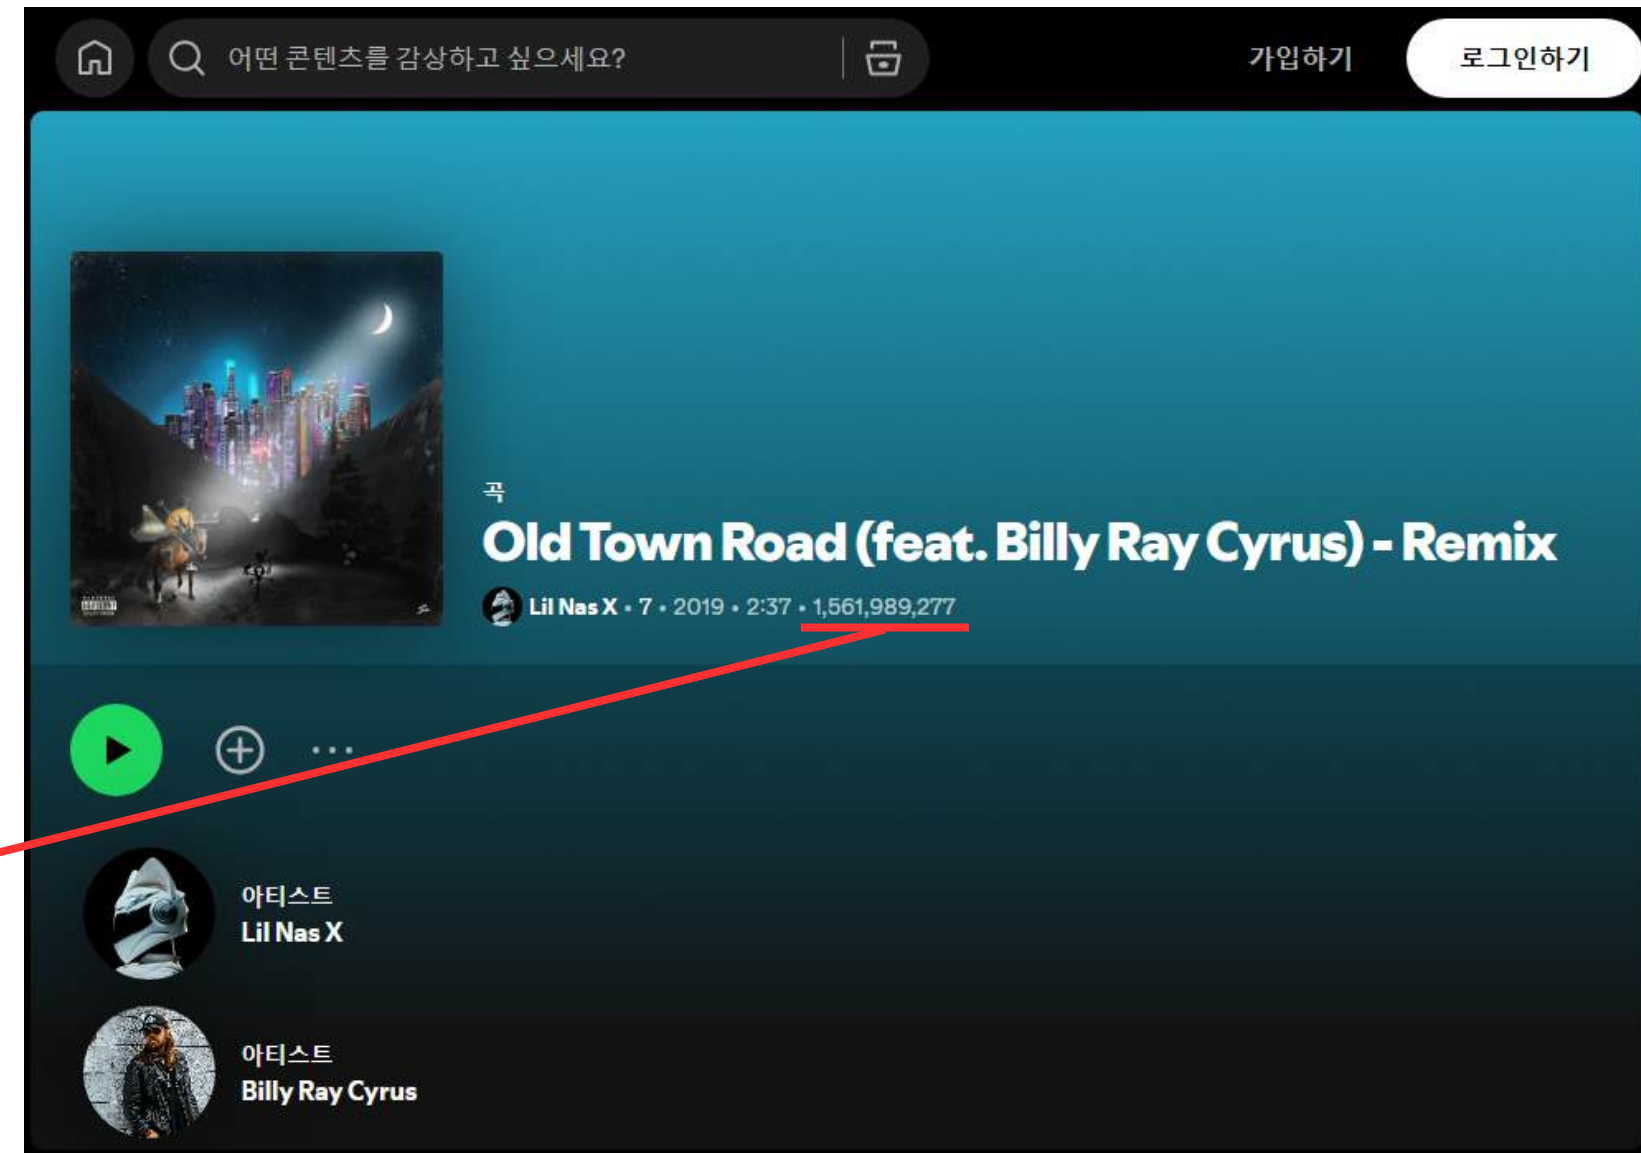 어떤 콘텐츠를 감상하고 싶으세요?
가입하기
로그인하기
곡
Old Town Road (feat. Billy Ray Cyrus) - Remix
Lil Nas X • 7 • 2019 • 2:37 • 1,561,989,277
아티스트
Lil Nas X
아티스트
Billy Ray Cyrus